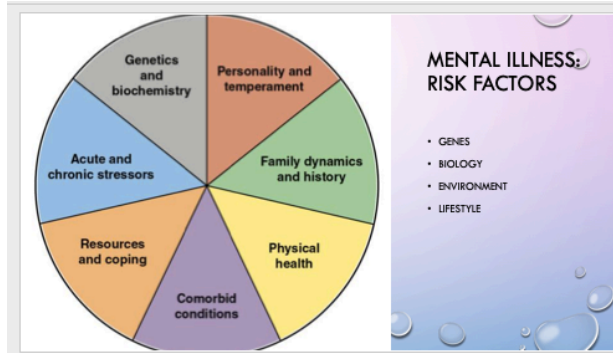 Genetics
and
biochemistry
Personality and
temperament
Acute and
chronic stressors
Family dynamics
and history
Resources
and coping
Physical
health
Comorbid
conditions
MENTAL ILLNESS:
RISK FACTORS
• GENES
• BIOLOGY
• ENVIRONMENT
• LIFESTYLE